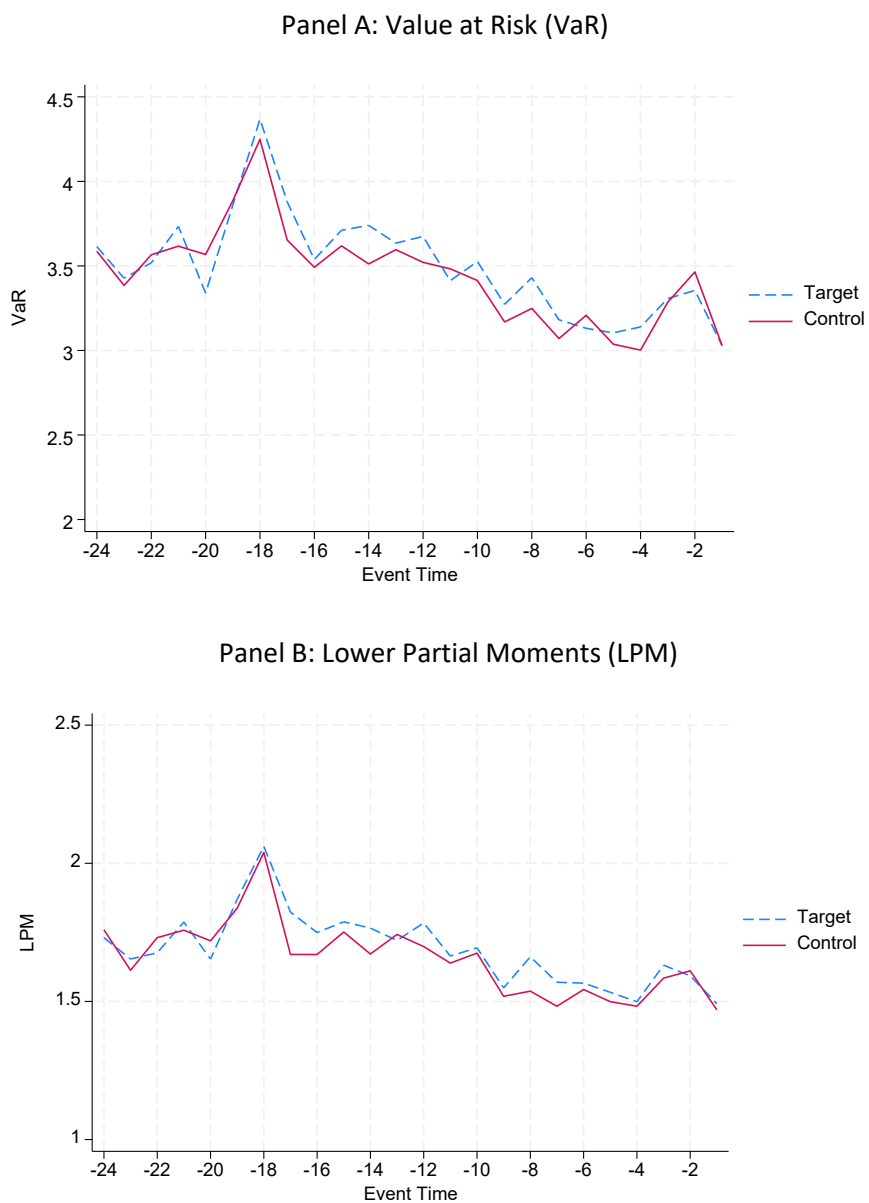 Panel A: Value at Risk (VaR)
4.5
4
3.5
3
2.5
2
VaR
-24 -22 -20 -18 -16 -14 -12 -10 -8 -6 -4 -2
Event Time
Target
Control
Panel B: Lower Partial Moments (LPM)
2.5
2
1.5
1
LPM
-24 -22 -20 -18 -16 -14 -12 -10 -8 -6 -4 -2
Event Time
Target
Control